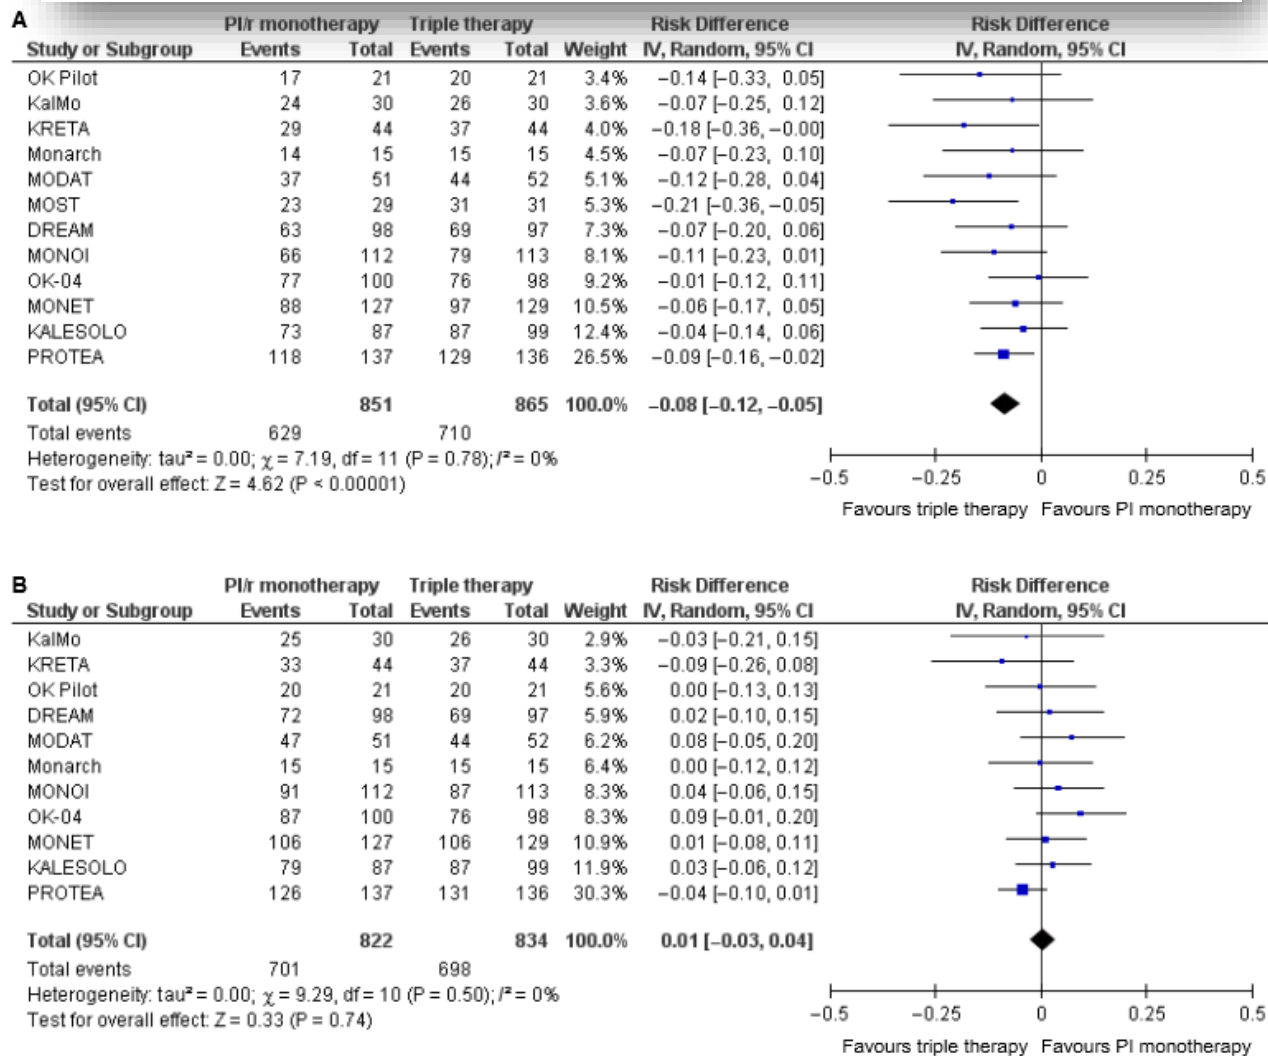 A
PI/r monotherapy Triple therapy Risk Difference Risk Difference
Study or Subgroup Events Total Events Total Weight IV, Random, 95% CI IV, Random, 95% CI
OK Pilot 17 21 20 21 3.4% −0.14 [−0.33, 0.05]
KalMo 24 30 26 30 3.6% −0.07 [−0.25, 0.12]
KRETA 29 44 37 44 4.0% −0.18 [−0.36, −0.00]
Monarch 14 15 15 15 4.5% −0.07 [−0.23, 0.10]
MODAT 37 51 44 52 5.1% −0.12 [−0.28, 0.04]
MOST 23 29 31 31 5.3% −0.21 [−0.36, −0.05]
DREAM 63 98 69 97 7.3% −0.07 [−0.20, 0.06]
MONOI 66 112 79 113 8.1% −0.11 [−0.23, 0.01]
OK-04 77 100 76 98 9.2% −0.01 [−0.12, 0.11]
MONET 88 127 97 129 10.5% −0.06 [−0.17, 0.05]
KALESOLO 73 87 87 99 12.4% −0.04 [−0.14, 0.06]
PROTEA 118 137 129 136 26.5% −0.09 [−0.16, −0.02]
Total (95% CI) 851 865 100.0% −0.08 [−0.12, −0.05]
Total events 629 710
Heterogeneity: tau² = 0.00; χ = 7.19, df = 11 (P = 0.78); I² = 0%
Test for overall effect: Z = 4.62 (P < 0.00001)
−0.5 −0.25 0 0.25 0.5
Favours triple therapy Favours PI monotherapy
B
PI/r monotherapy Triple therapy Risk Difference Risk Difference
Study or Subgroup Events Total Events Total Weight IV, Random, 95% CI IV, Random, 95% CI
KalMo 25 30 26 30 2.9% −0.03 [−0.21, 0.15]
KRETA 33 44 37 44 3.3% −0.09 [−0.26, 0.08]
OK Pilot 20 21 20 21 5.6% 0.00 [−0.13, 0.13]
DREAM 72 98 69 97 5.9% 0.02 [−0.10, 0.15]
MODAT 47 51 44 52 6.2% 0.08 [−0.05, 0.20]
Monarch 15 15 15 15 6.4% 0.00 [−0.12, 0.12]
MONOI 91 112 87 113 8.3% 0.04 [−0.06, 0.15]
OK-04 87 100 76 98 8.3% 0.09 [−0.01, 0.20]
MONET 106 127 106 129 10.9% 0.01 [−0.08, 0.11]
KALESOLO 79 87 87 99 11.9% 0.03 [−0.06, 0.12]
PROTEA 126 137 131 136 30.3% −0.04 [−0.10, 0.01]
Total (95% CI) 822 834 100.0% 0.01 [−0.03, 0.04]
Total events 701 698
Heterogeneity: tau² = 0.00; χ = 9.29, df = 10 (P = 0.50); I² = 0%
Test for overall effect: Z = 0.33 (P = 0.74)
−0.5 −0.25 0 0.25 0.5
Favours triple therapy Favours PI monotherapy